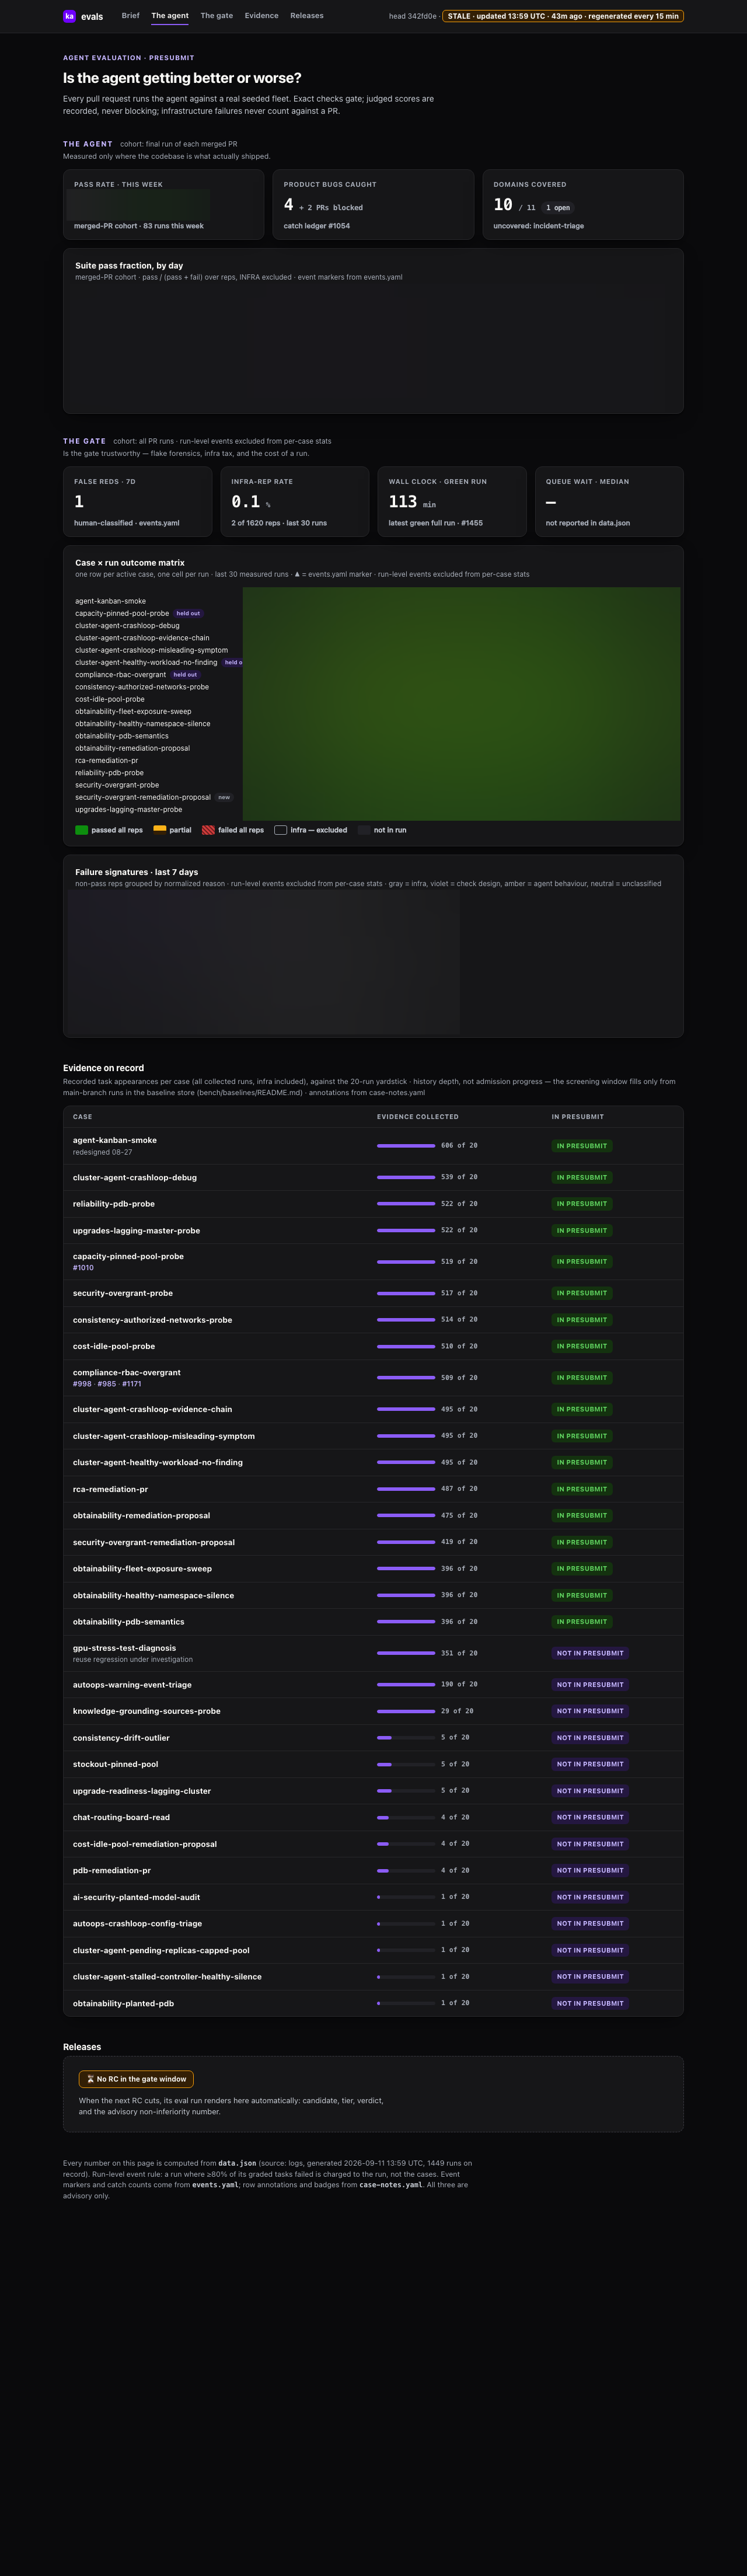 ka evals Brief The agent The gate Evidence Releases head 342fd0e · STALE · updated 13:59 UTC · 43m ago · regenerated every 15 min
AGENT EVALUATION · PRESUBMIT
Is the agent getting better or worse?
Every pull request runs the agent against a real seeded fleet. Exact checks gate; judged scores are
recorded, never blocking; infrastructure failures never count against a PR.
THE AGENT cohort: final run of each merged PR
Measured only where the codebase is what actually shipped.
PASS RATE · THIS WEEK
merged-PR cohort · 83 runs this week
PRODUCT BUGS CAUGHT
4 + 2 PRs blocked
catch ledger #1054
DOMAINS COVERED
10 / 11 1 open
uncovered: incident-triage
Suite pass fraction, by day
merged-PR cohort · pass / (pass + fail) over reps, INFRA excluded · event markers from events.yaml
THE GATE cohort: all PR runs · run-level events excluded from per-case stats
Is the gate trustworthy — flake forensics, infra tax, and the cost of a run.
FALSE REDS · 7D
1
human-classified · events.yaml
INFRA-REP RATE
0.1 %
2 of 1620 reps · last 30 runs
WALL CLOCK · GREEN RUN
113 min
latest green full run · #1455
QUEUE WAIT · MEDIAN
—
not reported in data.json
Case × run outcome matrix
one row per active case, one cell per run · last 30 measured runs · ▲ = events.yaml marker · run-level events excluded from per-case stats
agent-kanban-smoke
capacity-pinned-pool-probe held out
cluster-agent-crashloop-debug
cluster-agent-crashloop-evidence-chain
cluster-agent-crashloop-misleading-symptom
cluster-agent-healthy-workload-no-finding held o
compliance-rbac-overgrant held out
consistency-authorized-networks-probe
cost-idle-pool-probe
obtainability-fleet-exposure-sweep
obtainability-healthy-namespace-silence
obtainability-pdb-semantics
obtainability-remediation-proposal
rca-remediation-pr
reliability-pdb-probe
security-overgrant-probe
security-overgrant-remediation-proposal new
upgrades-lagging-master-probe
passed all reps partial failed all reps infra — excluded not in run
Failure signatures · last 7 days
non-pass reps grouped by normalized reason · run-level events excluded from per-case stats · gray = infra, violet = check design, amber = agent behaviour, neutral = unclassified
Evidence on record
Recorded task appearances per case (all collected runs, infra included), against the 20-run yardstick · history depth, not admission progress — the screening window fills only from
main-branch runs in the baseline store (bench/baselines/README.md) · annotations from case-notes.yaml
CASE EVIDENCE COLLECTED IN PRESUBMIT
agent-kanban-smoke 606 of 20 IN PRESUBMIT
redesigned 08-27
cluster-agent-crashloop-debug 539 of 20 IN PRESUBMIT
reliability-pdb-probe 522 of 20 IN PRESUBMIT
upgrades-lagging-master-probe 522 of 20 IN PRESUBMIT
capacity-pinned-pool-probe 519 of 20 IN PRESUBMIT
#1010
security-overgrant-probe 517 of 20 IN PRESUBMIT
consistency-authorized-networks-probe 514 of 20 IN PRESUBMIT
cost-idle-pool-probe 510 of 20 IN PRESUBMIT
compliance-rbac-overgrant 509 of 20 IN PRESUBMIT
#998 · #985 · #1171
cluster-agent-crashloop-evidence-chain 495 of 20 IN PRESUBMIT
cluster-agent-crashloop-misleading-symptom 495 of 20 IN PRESUBMIT
cluster-agent-healthy-workload-no-finding 495 of 20 IN PRESUBMIT
rca-remediation-pr 487 of 20 IN PRESUBMIT
obtainability-remediation-proposal 475 of 20 IN PRESUBMIT
security-overgrant-remediation-proposal 419 of 20 IN PRESUBMIT
obtainability-fleet-exposure-sweep 396 of 20 IN PRESUBMIT
obtainability-healthy-namespace-silence 396 of 20 IN PRESUBMIT
obtainability-pdb-semantics 396 of 20 IN PRESUBMIT
gpu-stress-test-diagnosis 351 of 20 NOT IN PRESUBMIT
reuse regression under investigation
autoops-warning-event-triage 190 of 20 NOT IN PRESUBMIT
knowledge-grounding-sources-probe 29 of 20 NOT IN PRESUBMIT
consistency-drift-outlier 5 of 20 NOT IN PRESUBMIT
stockout-pinned-pool 5 of 20 NOT IN PRESUBMIT
upgrade-readiness-lagging-cluster 5 of 20 NOT IN PRESUBMIT
chat-routing-board-read 4 of 20 NOT IN PRESUBMIT
cost-idle-pool-remediation-proposal 4 of 20 NOT IN PRESUBMIT
pdb-remediation-pr 4 of 20 NOT IN PRESUBMIT
ai-security-planted-model-audit 1 of 20 NOT IN PRESUBMIT
autoops-crashloop-config-triage 1 of 20 NOT IN PRESUBMIT
cluster-agent-pending-replicas-capped-pool 1 of 20 NOT IN PRESUBMIT
cluster-agent-stalled-controller-healthy-silence 1 of 20 NOT IN PRESUBMIT
obtainability-planted-pdb 1 of 20 NOT IN PRESUBMIT
Releases
⏳ No RC in the gate window
When the next RC cuts, its eval run renders here automatically: candidate, tier, verdict,
and the advisory non-inferiority number.
Every number on this page is computed from data.json (source: logs, generated 2026-09-11 13:59 UTC, 1449 runs on
record). Run-level event rule: a run where ≥80% of its graded tasks failed is charged to the run, not the cases. Event
markers and catch counts come from events.yaml; row annotations and badges from case-notes.yaml. All three are
advisory only.